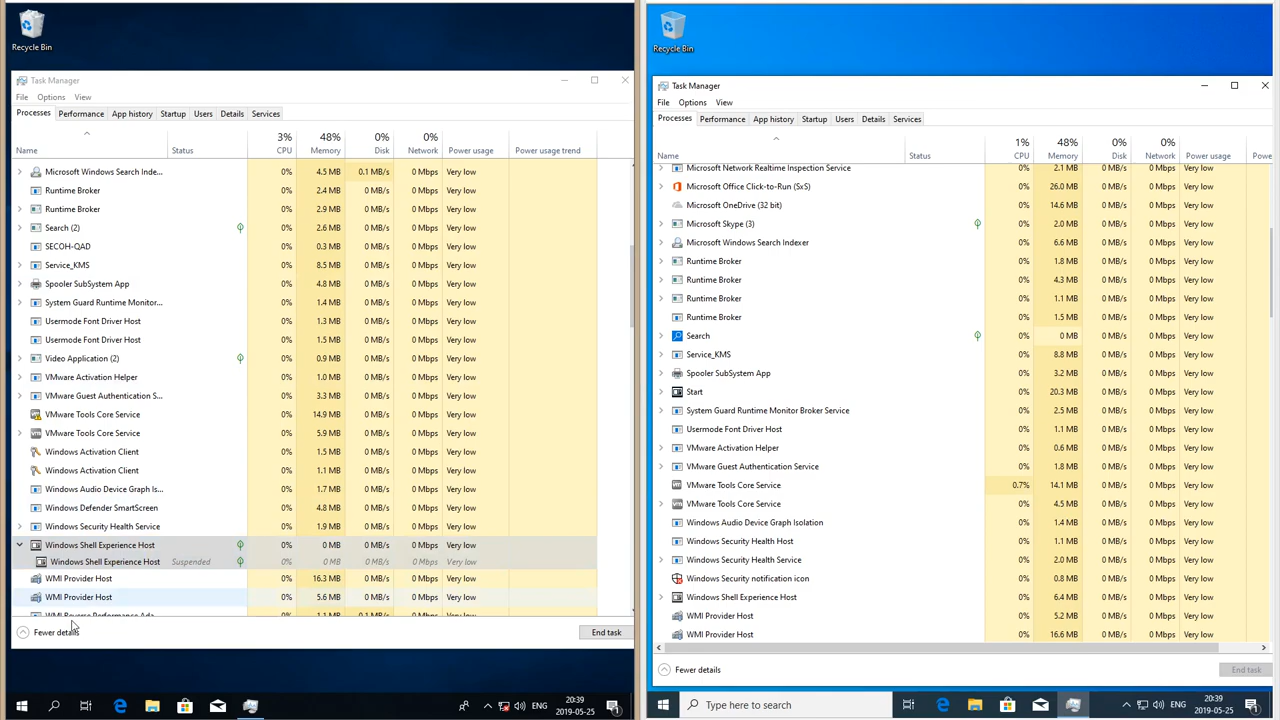 Recycle Bin
Task Manager
File Options View
Processes Performance App history Startup Users Details Services
3% 48% 0% 0%
Name Status CPU Memory Disk Network Power usage Power usage trend
Microsoft Windows Search Inde... 0% 4.5 MB 0.1 MB/s 0 Mbps Very low
Runtime Broker 0% 2.4 MB 0 MB/s 0 Mbps Very low
Runtime Broker 0% 2.9 MB 0 MB/s 0 Mbps Very low
Search (2) 0% 2.6 MB 0 MB/s 0 Mbps Very low
SECOH-QAD 0% 0.3 MB 0 MB/s 0 Mbps Very low
Service_KMS 0% 8.5 MB 0 MB/s 0 Mbps Very low
Spooler SubSystem App 0% 4.8 MB 0 MB/s 0 Mbps Very low
System Guard Runtime Monitor... 0% 1.4 MB 0 MB/s 0 Mbps Very low
Usermode Font Driver Host 0% 1.3 MB 0 MB/s 0 Mbps Very low
Usermode Font Driver Host 0% 1.5 MB 0 MB/s 0 Mbps Very low
Video Application (2) 0% 0.9 MB 0 MB/s 0 Mbps Very low
VMware Activation Helper 0% 1.0 MB 0 MB/s 0 Mbps Very low
VMware Guest Authentication S... 0% 3.3 MB 0 MB/s 0 Mbps Very low
VMware Tools Core Service 0% 14.9 MB 0 MB/s 0 Mbps Very low
VMware Tools Core Service 0% 5.9 MB 0 MB/s 0 Mbps Very low
Windows Activation Client 0% 1.5 MB 0 MB/s 0 Mbps Very low
Windows Activation Client 0% 1.1 MB 0 MB/s 0 Mbps Very low
Windows Audio Device Graph Is... 0% 1.7 MB 0 MB/s 0 Mbps Very low
Windows Defender SmartScreen 0% 4.8 MB 0 MB/s 0 Mbps Very low
Windows Security Health Service 0% 1.9 MB 0 MB/s 0 Mbps Very low
Windows Shell Experience Host 0% 0 MB 0 MB/s 0 Mbps Very low
Windows Shell Experience Host Suspended 0% 0 MB 0 MB/s 0 Mbps Very low
WMI Provider Host 0% 16.3 MB 0 MB/s 0 Mbps Very low
WMI Provider Host 0% 5.6 MB 0 MB/s 0 Mbps Very low
WMI Reverse Performance Ada... 0% 1.1 MB 0.1 MB/s 0 Mbps Very low
Fewer details End task
ENG 20:39
2019-05-25
Recycle Bin
Task Manager
File Options View
Processes Performance App history Startup Users Details Services
1% 48% 0% 0%
Name Status CPU Memory Disk Network Power usage Powe
Microsoft Network Realtime Inspection Service 0% 2.1 MB 0 MB/s 0 Mbps Very low
Microsoft Office Click-to-Run (SxS) 0% 26.0 MB 0 MB/s 0 Mbps Very low
Microsoft OneDrive (32 bit) 0% 14.6 MB 0 MB/s 0 Mbps Very low
Microsoft Skype (3) 0% 2.0 MB 0 MB/s 0 Mbps Very low
Microsoft Windows Search Indexer 0% 6.6 MB 0 MB/s 0 Mbps Very low
Runtime Broker 0% 1.8 MB 0 MB/s 0 Mbps Very low
Runtime Broker 0% 4.3 MB 0 MB/s 0 Mbps Very low
Runtime Broker 0% 1.1 MB 0 MB/s 0 Mbps Very low
Runtime Broker 0% 1.5 MB 0 MB/s 0 Mbps Very low
Search 0% 0 MB 0 MB/s 0 Mbps Very low
Service_KMS 0% 8.8 MB 0 MB/s 0 Mbps Very low
Spooler SubSystem App 0% 3.2 MB 0 MB/s 0 Mbps Very low
Start 0% 20.3 MB 0 MB/s 0 Mbps Very low
System Guard Runtime Monitor Broker Service 0% 2.5 MB 0 MB/s 0 Mbps Very low
Usermode Font Driver Host 0% 1.1 MB 0 MB/s 0 Mbps Very low
VMware Activation Helper 0% 0.6 MB 0 MB/s 0 Mbps Very low
VMware Guest Authentication Service 0% 1.8 MB 0 MB/s 0 Mbps Very low
VMware Tools Core Service 0.7% 14.1 MB 0 MB/s 0 Mbps Very low
VMware Tools Core Service 0% 4.5 MB 0 MB/s 0 Mbps Very low
Windows Audio Device Graph Isolation 0% 1.4 MB 0 MB/s 0 Mbps Very low
Windows Security Health Host 0% 1.1 MB 0 MB/s 0 Mbps Very low
Windows Security Health Service 0% 2.0 MB 0 MB/s 0 Mbps Very low
Windows Security notification icon 0% 0.8 MB 0 MB/s 0 Mbps Very low
Windows Shell Experience Host 0% 6.4 MB 0 MB/s 0 Mbps Very low
WMI Provider Host 0% 5.2 MB 0 MB/s 0 Mbps Very low
WMI Provider Host 0% 16.6 MB 0 MB/s 0 Mbps Very low
Fewer details End task
Type here to search ENG 20:39
2019-05-25